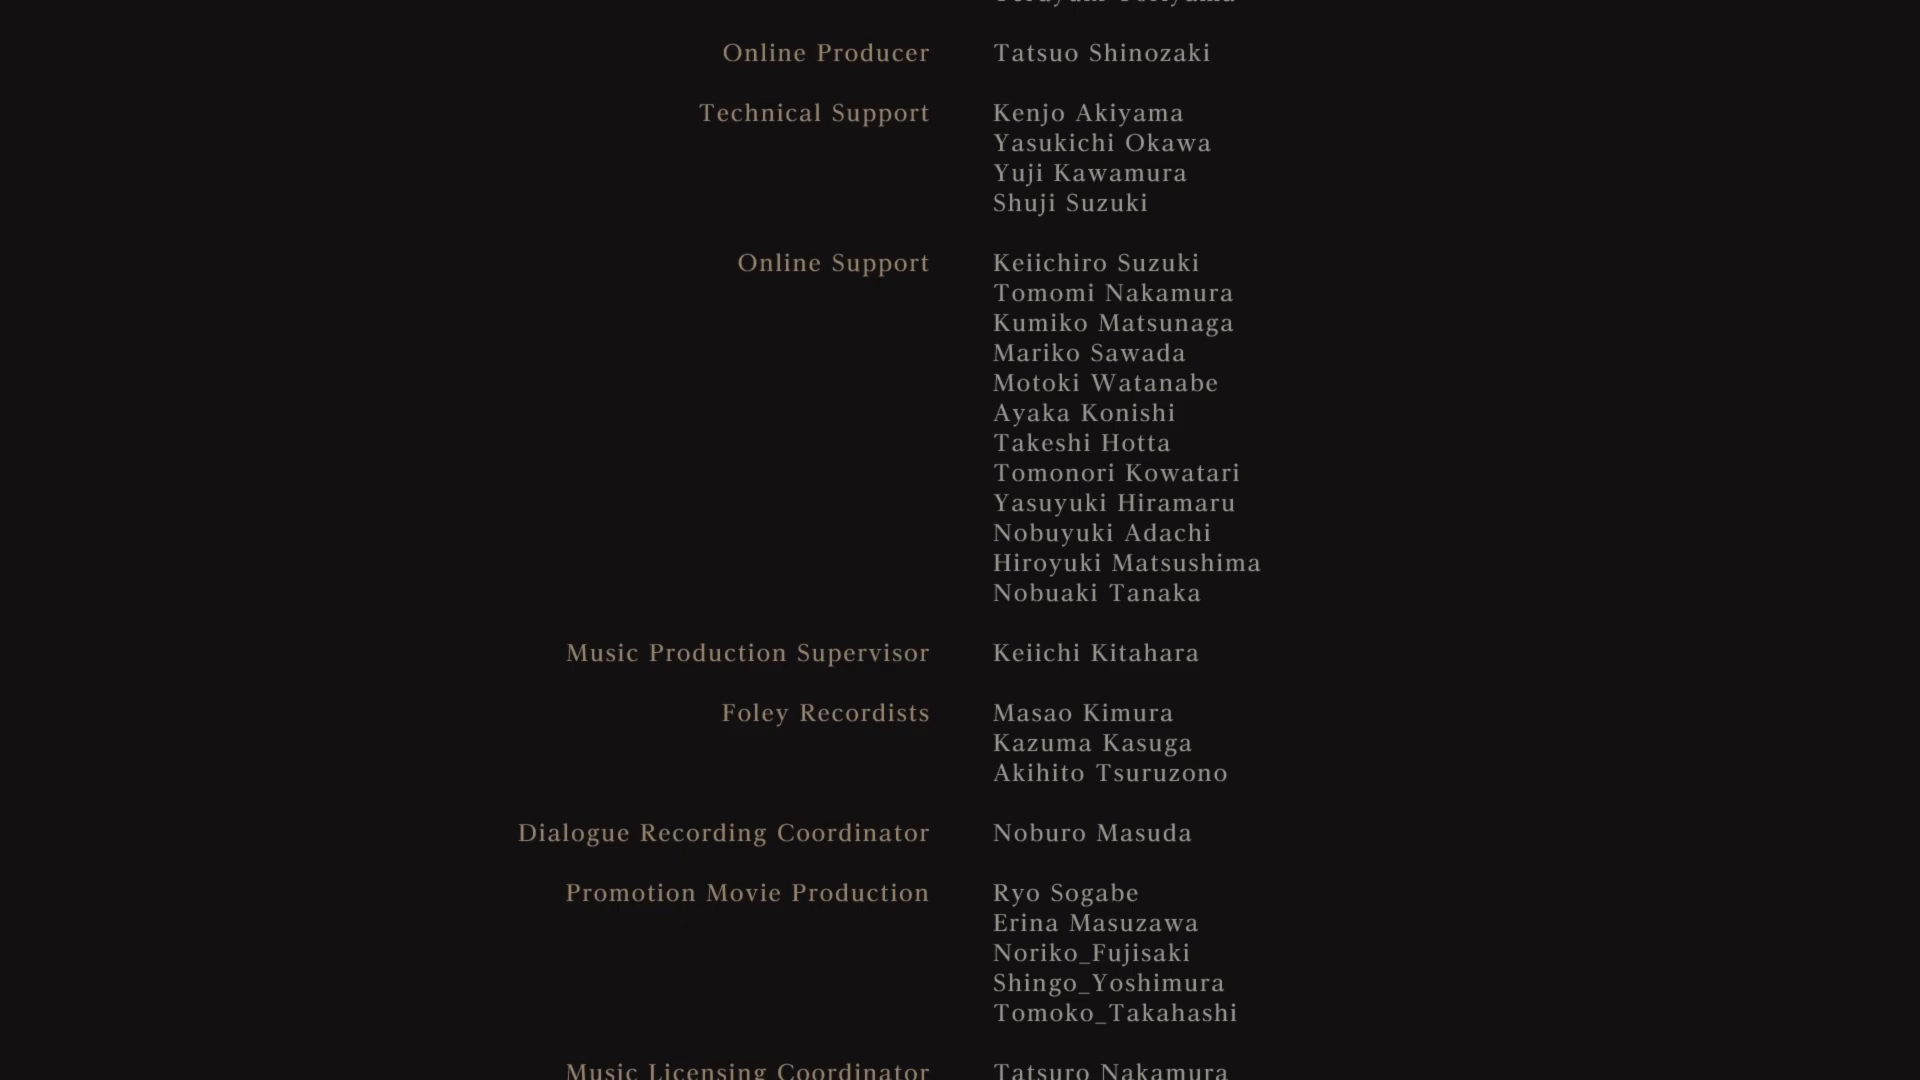 Online Producer Tatsuo Shinozaki
Technical Support Kenjo Akiyama
Yasukichi Okawa
Yuji Kawamura
Shuji Suzuki
Online Support Keiichiro Suzuki
Tomomi Nakamura
Kumiko Matsunaga
Mariko Sawada
Motoki Watanabe
Ayaka Konishi
Takeshi Hotta
Tomonori Kowatari
Yasuyuki Hiramaru
Nobuyuki Adachi
Hiroyuki Matsushima
Nobuaki Tanaka
Music Production Supervisor Keiichi Kitahara
Foley Recordists Masao Kimura
Kazuma Kasuga
Akihito Tsuruzono
Dialogue Recording Coordinator Noburo Masuda
Promotion Movie Production Ryo Sogabe
Erina Masuzawa
Noriko_Fujisaki
Shingo_Yoshimura
Tomoko_Takahashi
Music Licensing Coordinator Tatsuro Nakamura